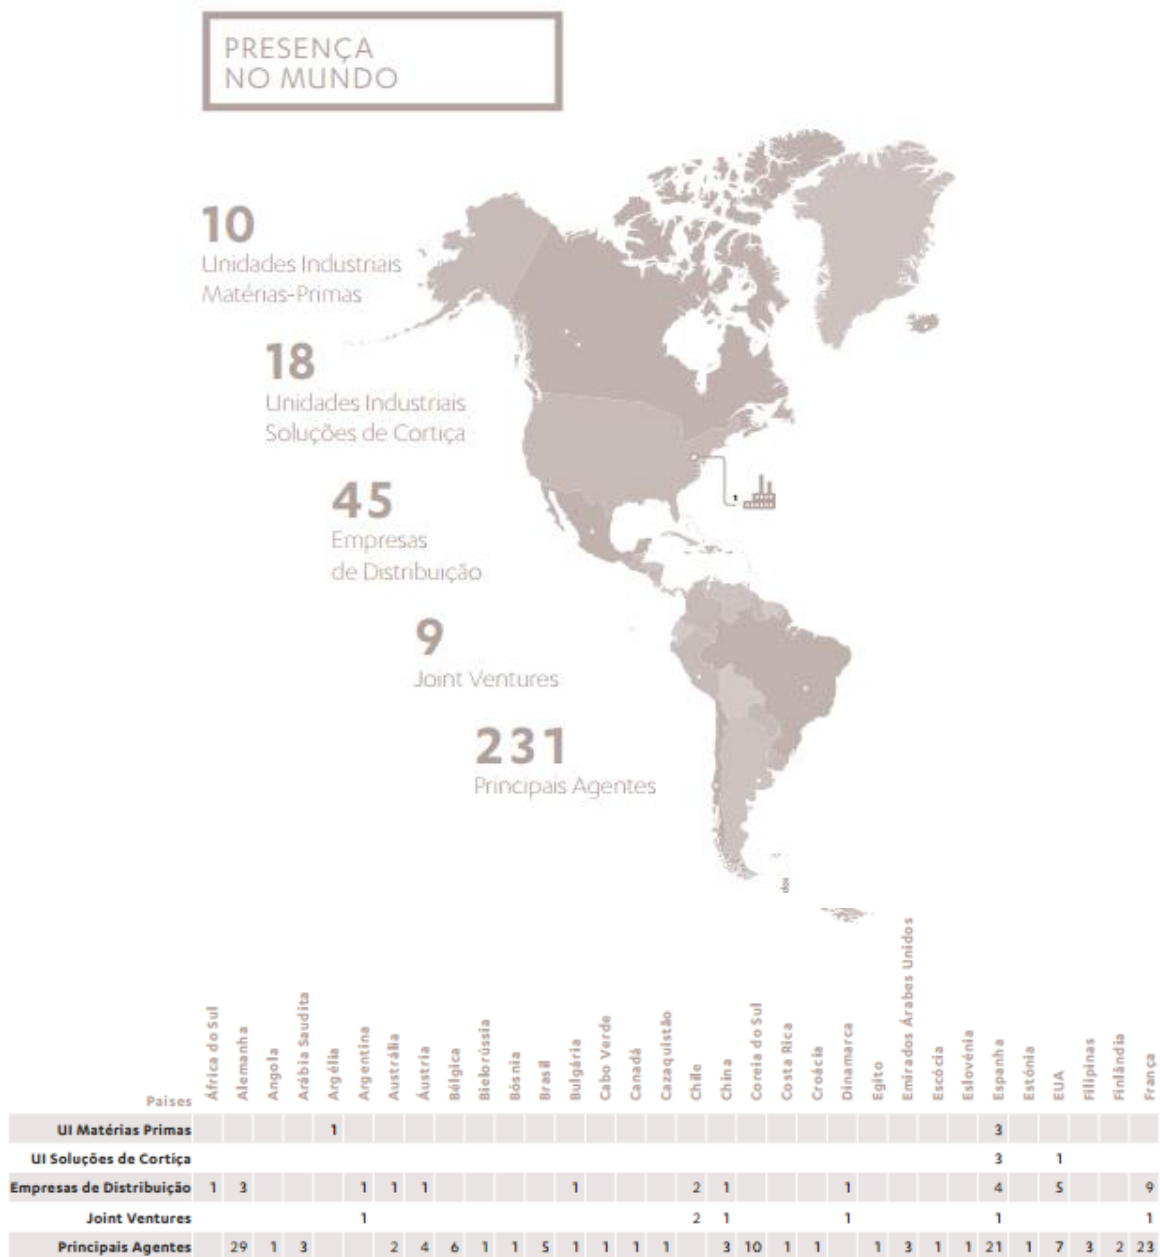 PRESENÇA
NO MUNDO
10
Unidades Industriais
Matérias-Primas
18
Unidades Industriais
Soluções de Cortiça
1
45
Empresas
de Distribuição
9
Joint Ventures
231
Principais Agentes
Paises África do Sul Alemanha Angola Arábia Saudita Argélia Argentina Austrália Áustria Bélgica Bielorrússia Bósnia Brasil Bulgária Cabo Verde Canadá Cazaquistão Chile China Coreia do Sul Costa Rica Croácia Dinamarca Egito Emirados Árabes Unidos Escócia Eslovénia Espanha Estónia EUA Filipinas Finlândia França
UI Matérias Primas 1 3
UI Soluções de Cortiça 3 1
Empresas de Distribuição 1 3 1 1 1 1 2 1 1 4 5 9
Joint Ventures 1 2 1 1 1 1
Principais Agentes 29 1 3 2 4 6 1 1 5 1 1 1 1 3 10 1 1 1 3 1 1 21 1 7 3 2 23